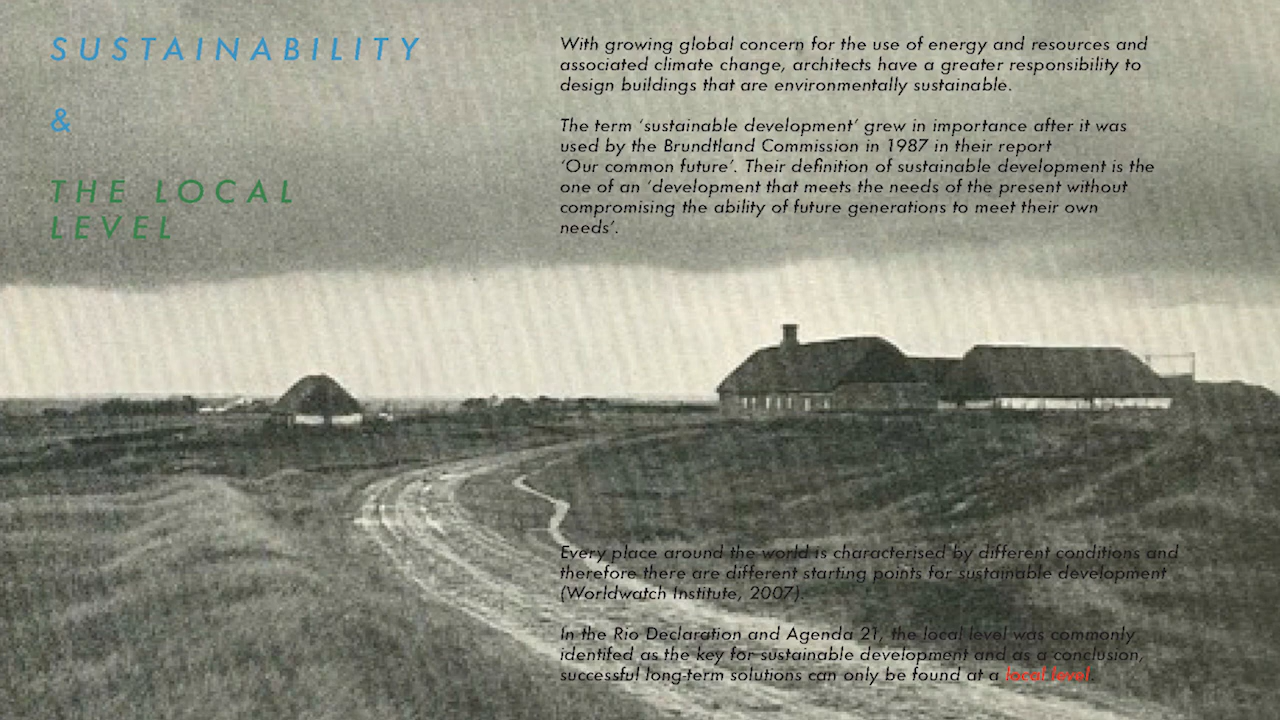 SUSTAINABILITY
&
THE LOCAL
LEVEL
With growing global concern for the use of energy and resources and
associated climate change, architects have a greater responsibility to
design buildings that are environmentally sustainable.
The term ‘sustainable development’ grew in importance after it was
used by the Brundtland Commission in 1987 in their report
‘Our common future’. Their definition of sustainable development is the
one of an ‘development that meets the needs of the present without
compromising the ability of future generations to meet their own
needs’.
Every place around the world is characterised by different conditions and
therefore there are different starting points for sustainable development
(Worldwatch Institute, 2007).
In the Rio Declaration and Agenda 21, the local level was commonly
identifed as the key for sustainable development and as a conclusion,
successful long-term solutions can only be found at a local level.